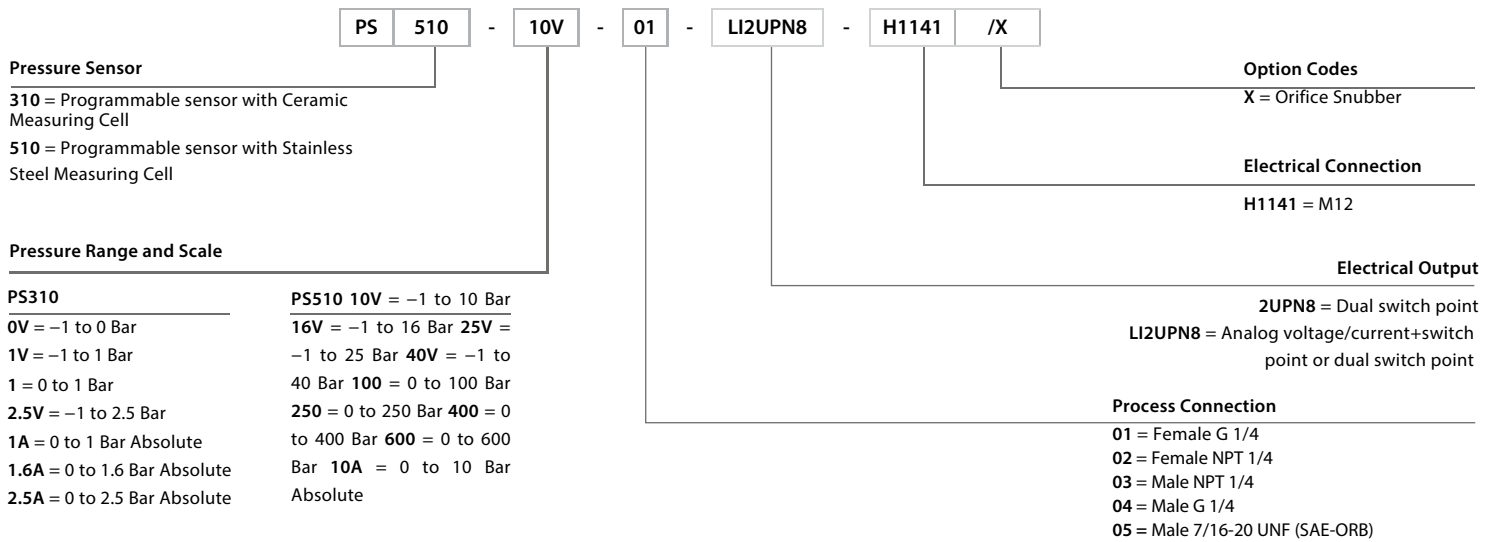 PS 510 - 10V - 01 - LI2UPN8 - H1141 /X
Pressure Sensor
310 = Programmable sensor with Ceramic
Measuring Cell
510 = Programmable sensor with Stainless
Steel Measuring Cell
Pressure Range and Scale
PS310
0V = −1 to 0 Bar
1V = −1 to 1 Bar
1 = 0 to 1 Bar
2.5V = −1 to 2.5 Bar
1A = 0 to 1 Bar Absolute
1.6A = 0 to 1.6 Bar Absolute
2.5A = 0 to 2.5 Bar Absolute
PS510 10V = −1 to 10 Bar
16V = −1 to 16 Bar 25V =
−1 to 25 Bar 40V = −1 to
40 Bar 100 = 0 to 100 Bar
250 = 0 to 250 Bar 400 = 0
to 400 Bar 600 = 0 to 600
Bar 10A = 0 to 10 Bar
Absolute
Option Codes
X = Orifice Snubber
Electrical Connection
H1141 = M12
Electrical Output
2UPN8 = Dual switch point
LI2UPN8 = Analog voltage/current+switch
point or dual switch point
Process Connection
01 = Female G 1/4
02 = Female NPT 1/4
03 = Male NPT 1/4
04 = Male G 1/4
05 = Male 7/16-20 UNF (SAE-ORB)